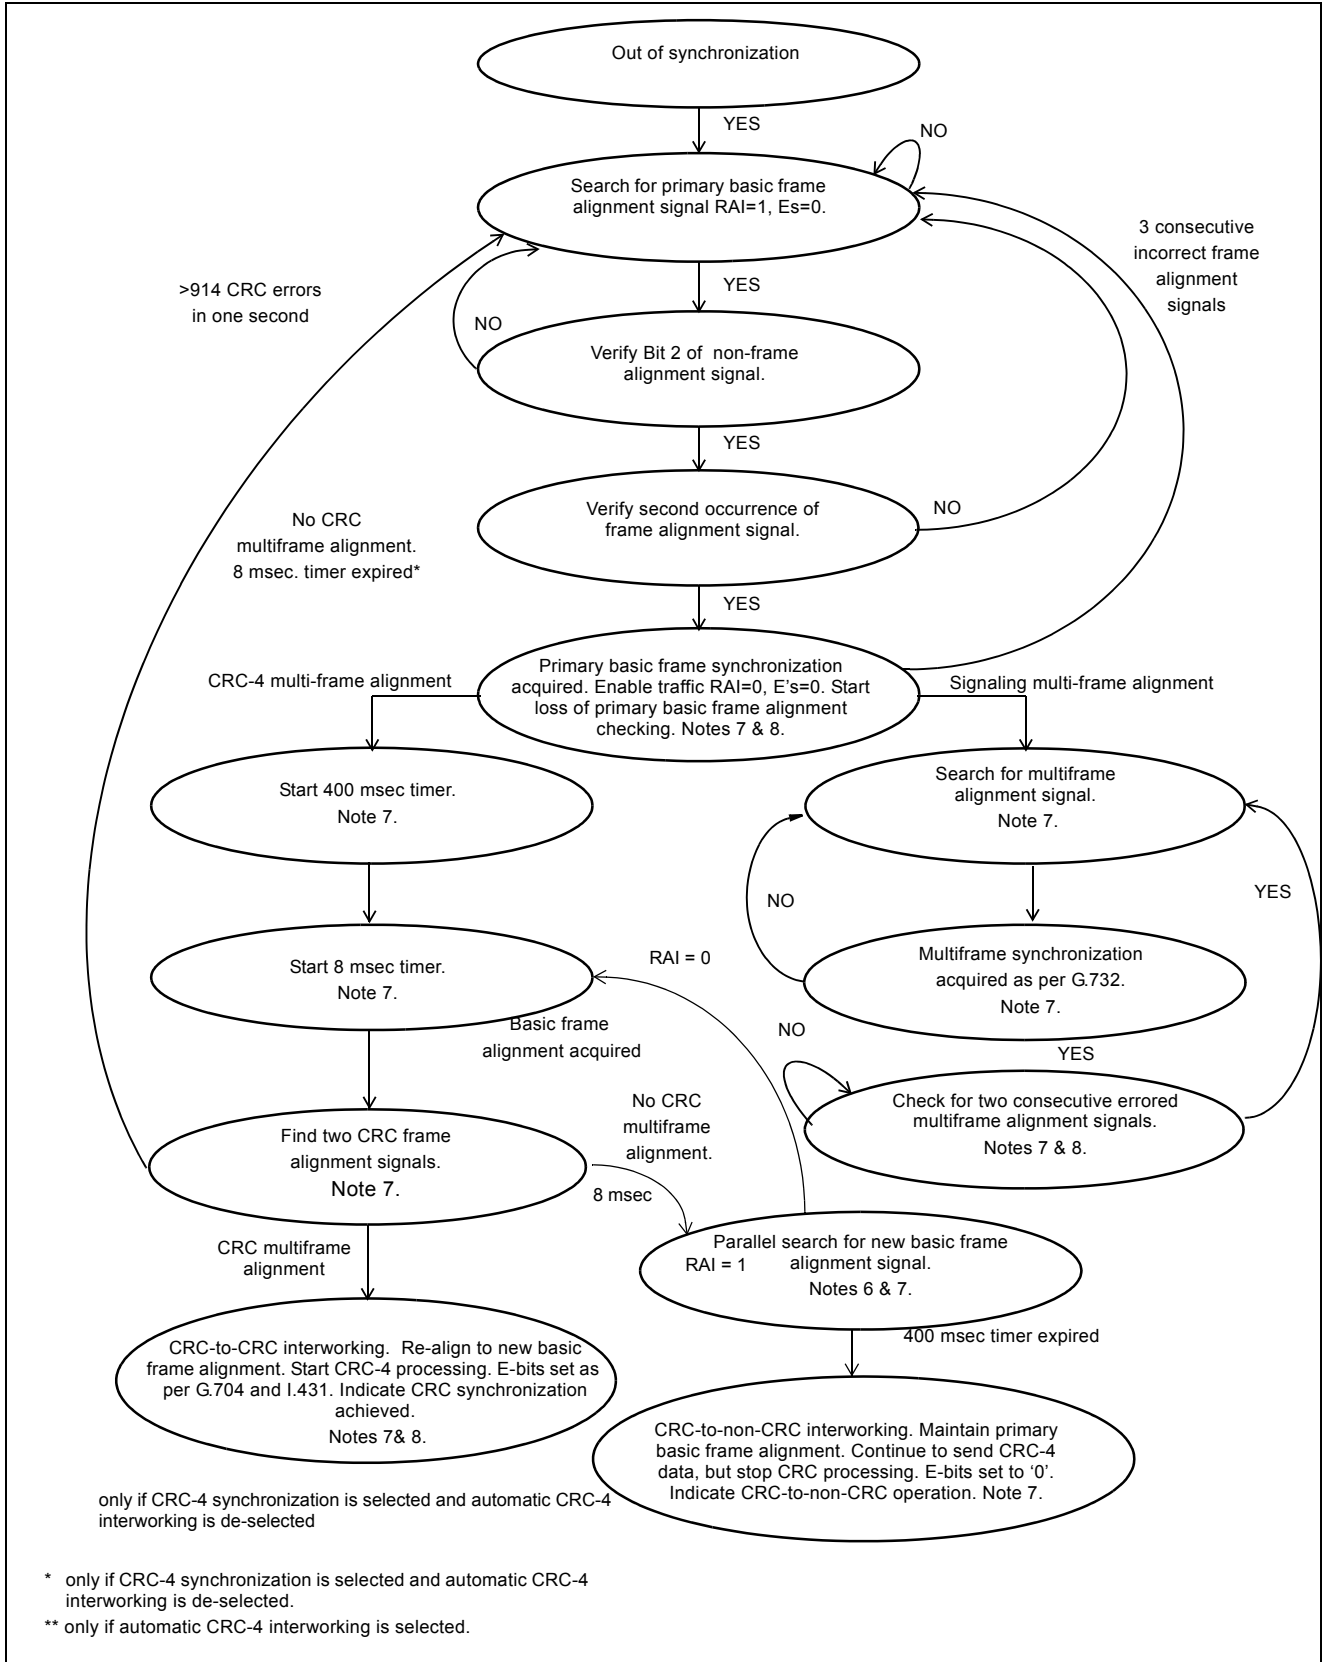 Out of synchronization
YES
NO
Search for primary basic frame
alignment signal RAI=1, Es=0.
3 consecutive
incorrect frame
alignment
signals
YES
>914 CRC errors
in one second
NO
Verify Bit 2 of non-frame
alignment signal.
YES
Verify second occurrence of
frame alignment signal.
NO
No CRC
multiframe alignment.
8 msec. timer expired*
YES
Primary basic frame synchronization
acquired. Enable traffic RAI=0, E's=0. Start
loss of primary basic frame alignment
checking. Notes 7 & 8.
CRC-4 multi-frame alignment
Signaling multi-frame alignment
Start 400 msec timer.
Note 7.
Search for multiframe
alignment signal.
Note 7.
NO
YES
Start 8 msec timer.
Note 7.
RAI = 0
Multiframe synchronization
acquired as per G.732.
Note 7.
Basic frame
alignment acquired
NO
YES
No CRC
multiframe
alignment.
Check for two consecutive errored
multiframe alignment signals.
Notes 7 & 8.
Find two CRC frame
alignment signals.
Note 7.
8 msec
CRC multiframe
alignment
Parallel search for new basic frame
RAI = 1 alignment signal.
Notes 6 & 7.
400 msec timer expired
CRC-to-CRC interworking. Re-align to new basic
frame alignment. Start CRC-4 processing. E-bits set as
per G.704 and I.431. Indicate CRC synchronization
achieved.
Notes 7& 8.
CRC-to-non-CRC interworking. Maintain primary
basic frame alignment. Continue to send CRC-4
data, but stop CRC processing. E-bits set to ‘0’.
Indicate CRC-to-non-CRC operation. Note 7.
only if CRC-4 synchronization is selected and automatic CRC-4
interworking is de-selected
* only if CRC-4 synchronization is selected and automatic CRC-4
interworking is de-selected.
** only if automatic CRC-4 interworking is selected.